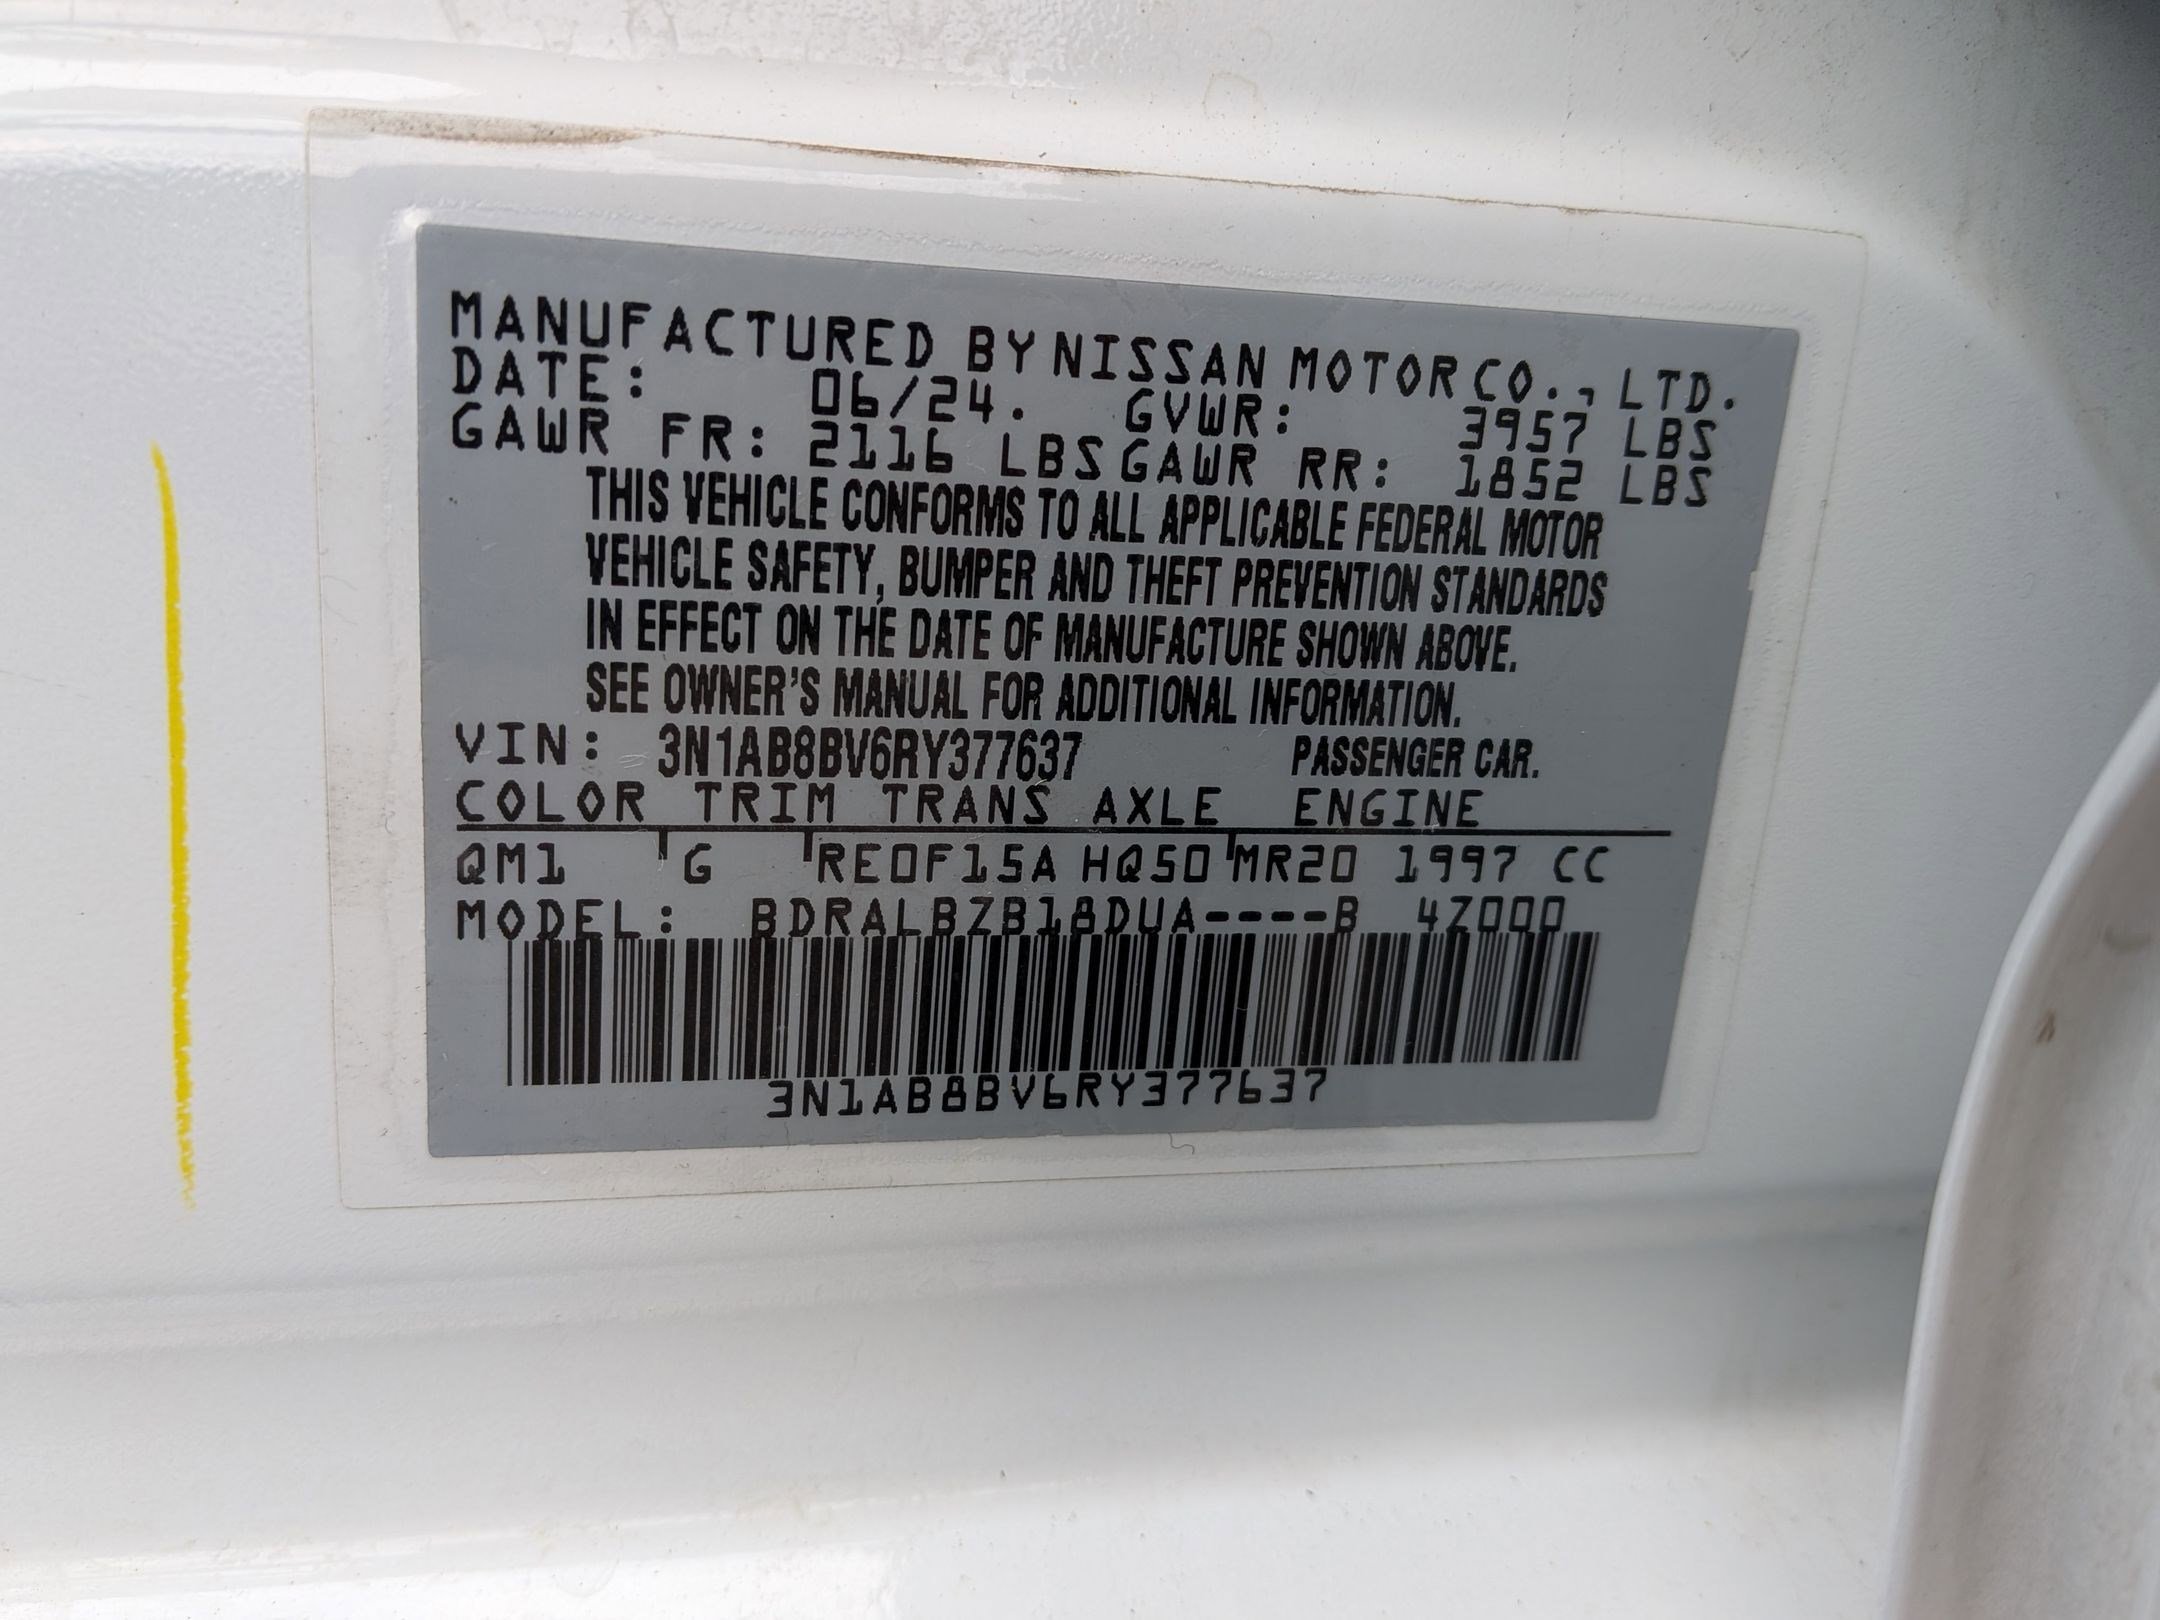 MANUFACTURED BY NISSAN MOTOR CO., LTD.
DATE: 06/24. GVWR: 3957 LBS
GAWR FR: 2116 LBS GAWR RR: 1852 LBS
THIS VEHICLE CONFORMS TO ALL APPLICABLE FEDERAL MOTOR
VEHICLE SAFETY, BUMPER AND THEFT PREVENTION STANDARDS
IN EFFECT ON THE DATE OF MANUFACTURE SHOWN ABOVE.
SEE OWNER'S MANUAL FOR ADDITIONAL INFORMATION.
VIN: 3N1AB8BV6RY377637 PASSENGER CAR.
COLOR TRIM TRANS AXLE ENGINE
QM1 G RE0F15A HQ50 MR20 1997 CC
MODEL: BDRALBZB18DUA----B 4Z000
3N1AB8BV6RY377637